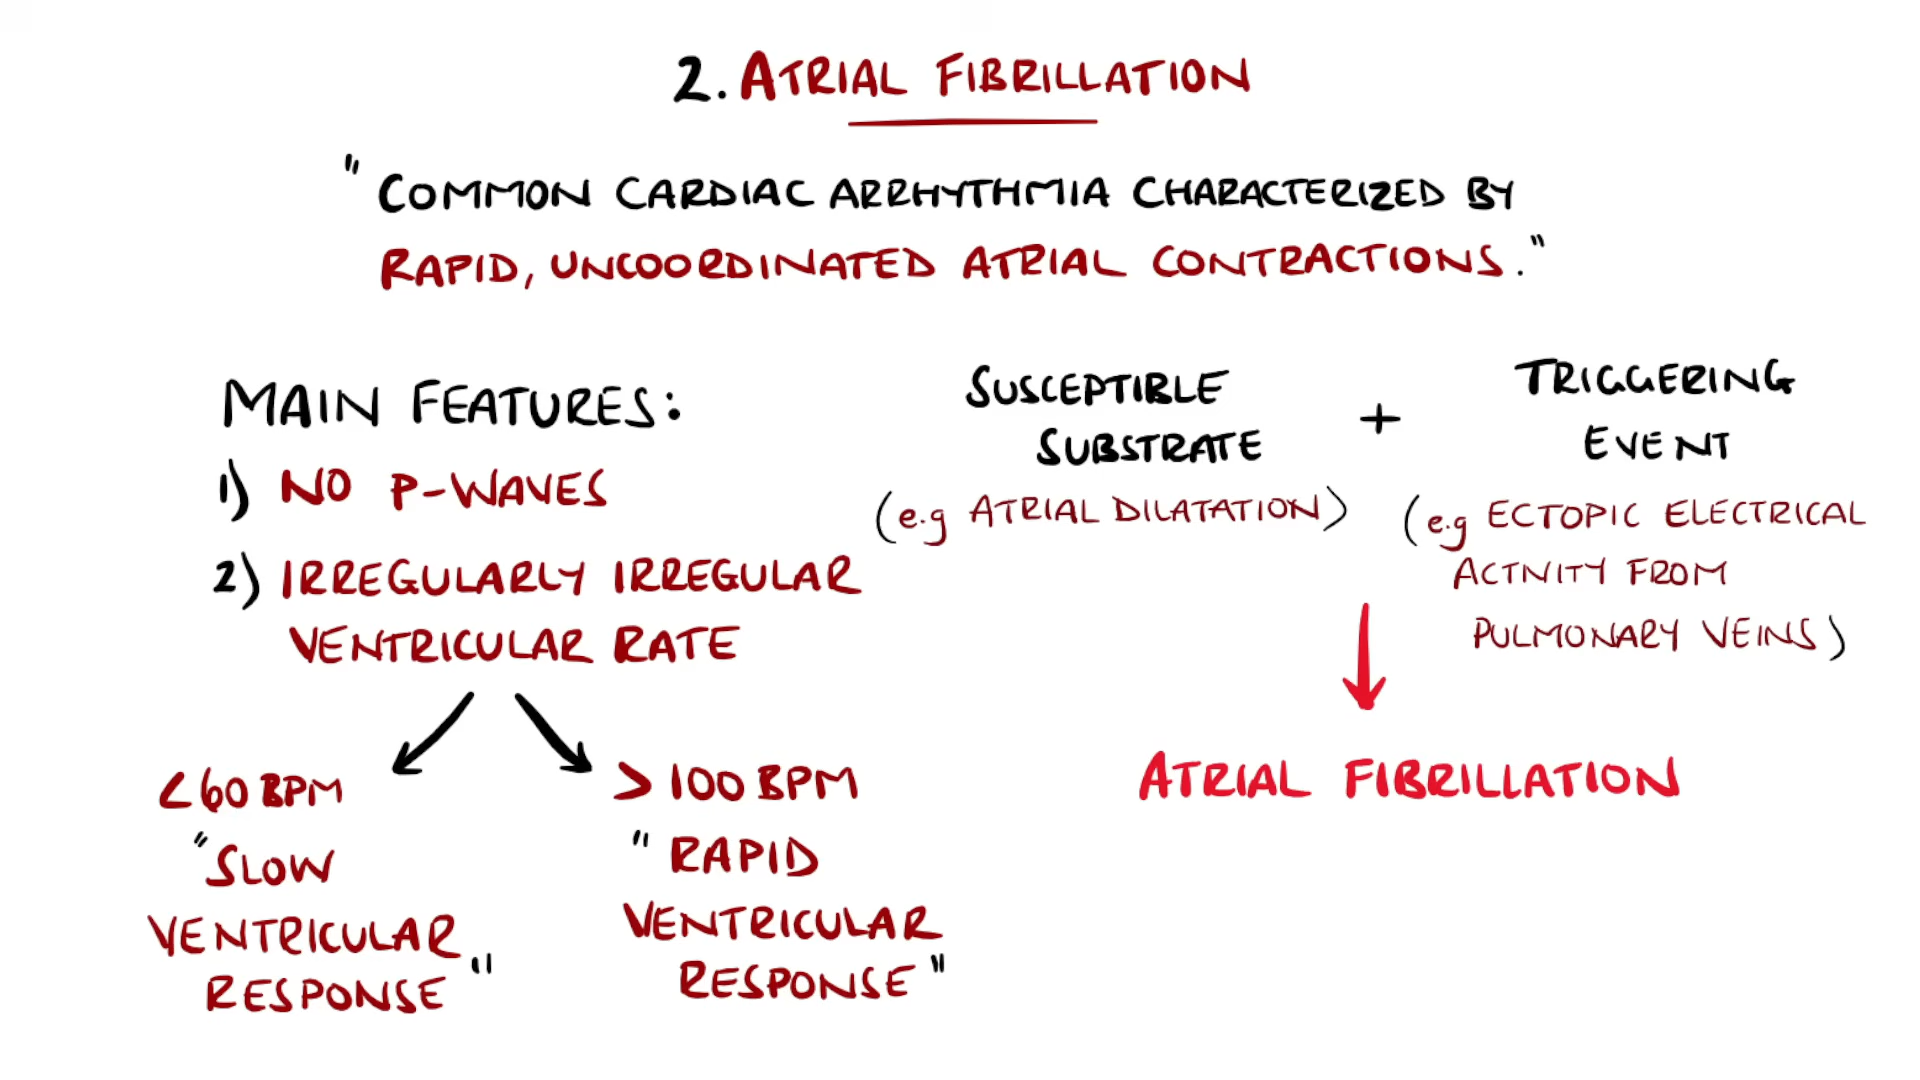 2. ATRIAL FIBRILLATION
"COMMON CARDIAC ARRHYTHMIA CHARACTERIZED BY
RAPID, UNCOORDINATED ATRIAL CONTRACTIONS."
MAIN FEATURES:
1) NO P-WAVES
2) IRREGULARLY IRREGULAR
VENTRICULAR RATE
<60 BPM
"SLOW
VENTRICULAR
RESPONSE"
>100 BPM
"RAPID
VENTRICULAR
RESPONSE"
SUSCEPTIBLE
SUBSTRATE
(e.g ATRIAL DILATATION)
+
TRIGGERING
EVENT
(e.g ECTOPIC ELECTRICAL
ACTIVITY FROM
PULMONARY VEINS)
ATRIAL FIBRILLATION